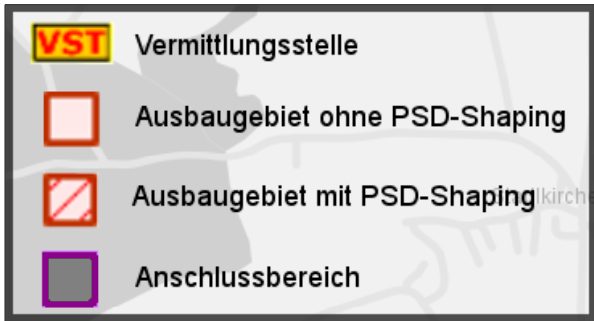 VST Vermittlungsstelle
Ausbaugebiet ohne PSD-Shaping
Ausbaugebiet mit PSD-Shaping
Anschlussbereich